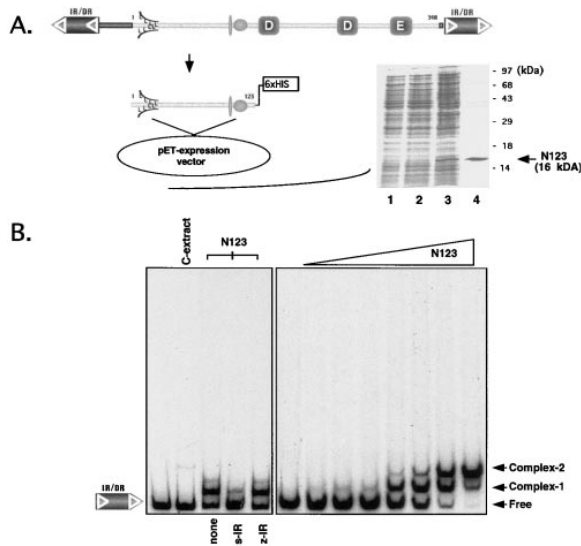 A.
IR/DR
1
D
D
E
340
IR/DR
1
123
6xHIS
pET-expression
vector
- 97 (kDa)
- 68
- 43
- 29
- 18
- 14
N123
(16 kDA)
1 2 3 4
B.
C-extract
N123
N123
IR/DR
Complex-2
Complex-1
Free
none
s-IR
z-IR